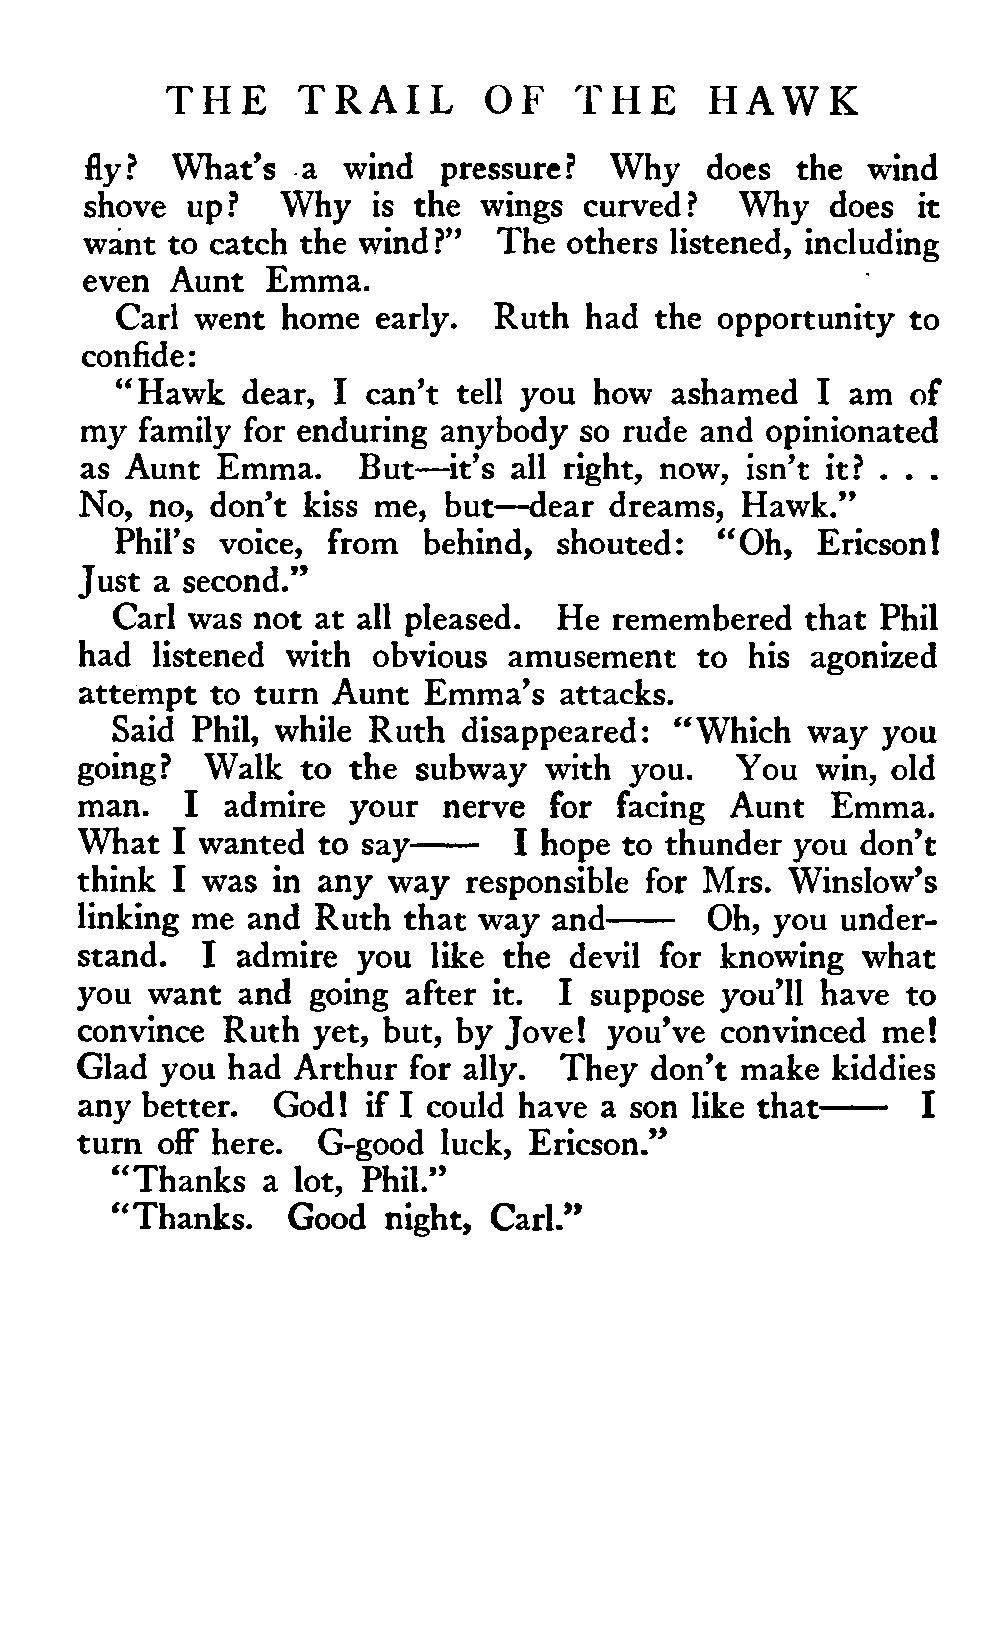 THE TRAIL OF THE HAWK
fly? What's a wind pressure? Why does the wind
shove up? Why is the wings curved? Why does it
want to catch the wind?" The others listened, including
even Aunt Emma.
Carl went home early. Ruth had the opportunity to
confide:
"Hawk dear, I can't tell you how ashamed I am of
my family for enduring anybody so rude and opinionated
as Aunt Emma. But—it's all right, now, isn't it? . . .
No, no, don't kiss me, but—dear dreams, Hawk."
Phil's voice, from behind, shouted: "Oh, Ericson!
Just a second."
Carl was not at all pleased. He remembered that Phil
had listened with obvious amusement to his agonized
attempt to turn Aunt Emma's attacks.
Said Phil, while Ruth disappeared: "Which way you
going? Walk to the subway with you. You win, old
man. I admire your nerve for facing Aunt Emma.
What I wanted to say—— I hope to thunder you don't
think I was in any way responsible for Mrs. Winslow's
linking me and Ruth that way and—— Oh, you under-
stand. I admire you like the devil for knowing what
you want and going after it. I suppose you'll have to
convince Ruth yet, but, by Jove! you've convinced me!
Glad you had Arthur for ally. They don't make kiddies
any better. God! if I could have a son like that—— I
turn off here. G-good luck, Ericson."
"Thanks a lot, Phil."
"Thanks. Good night, Carl."